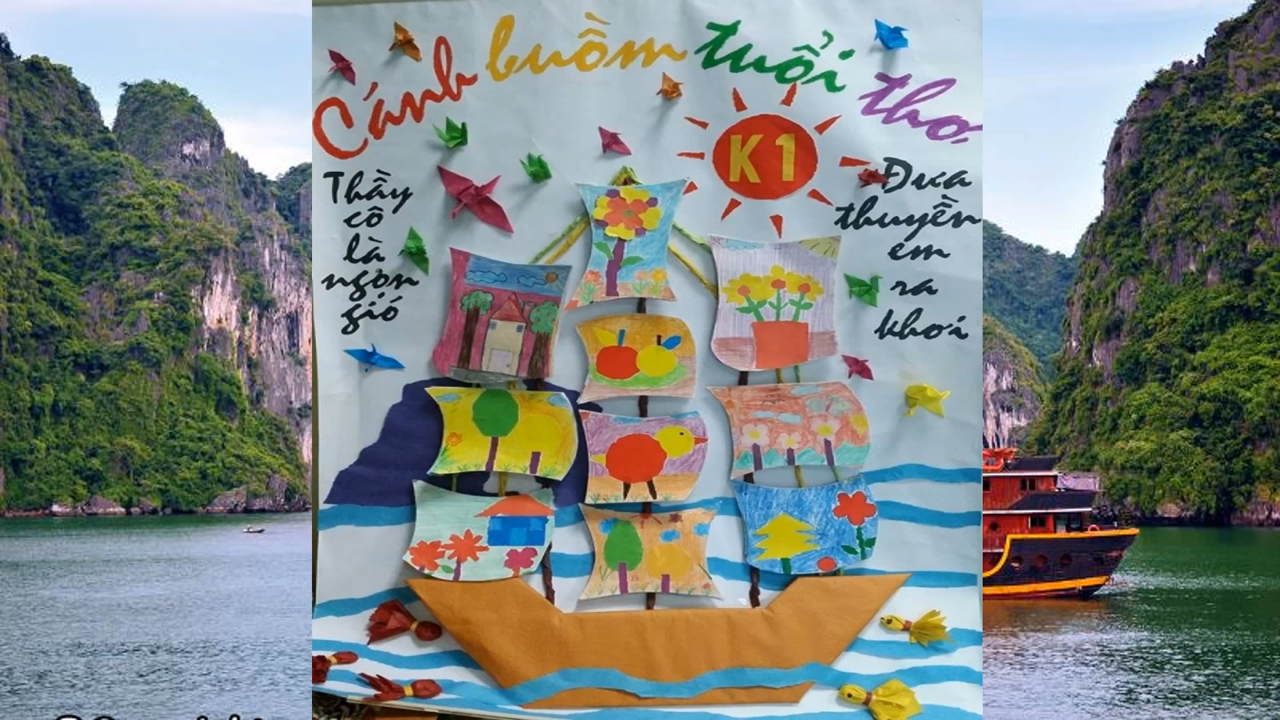 Cánh buồm tuổi thơ
K1
Thầy
cô
là
ngọn
gió
Đưa
thuyền
em
ra
khơi